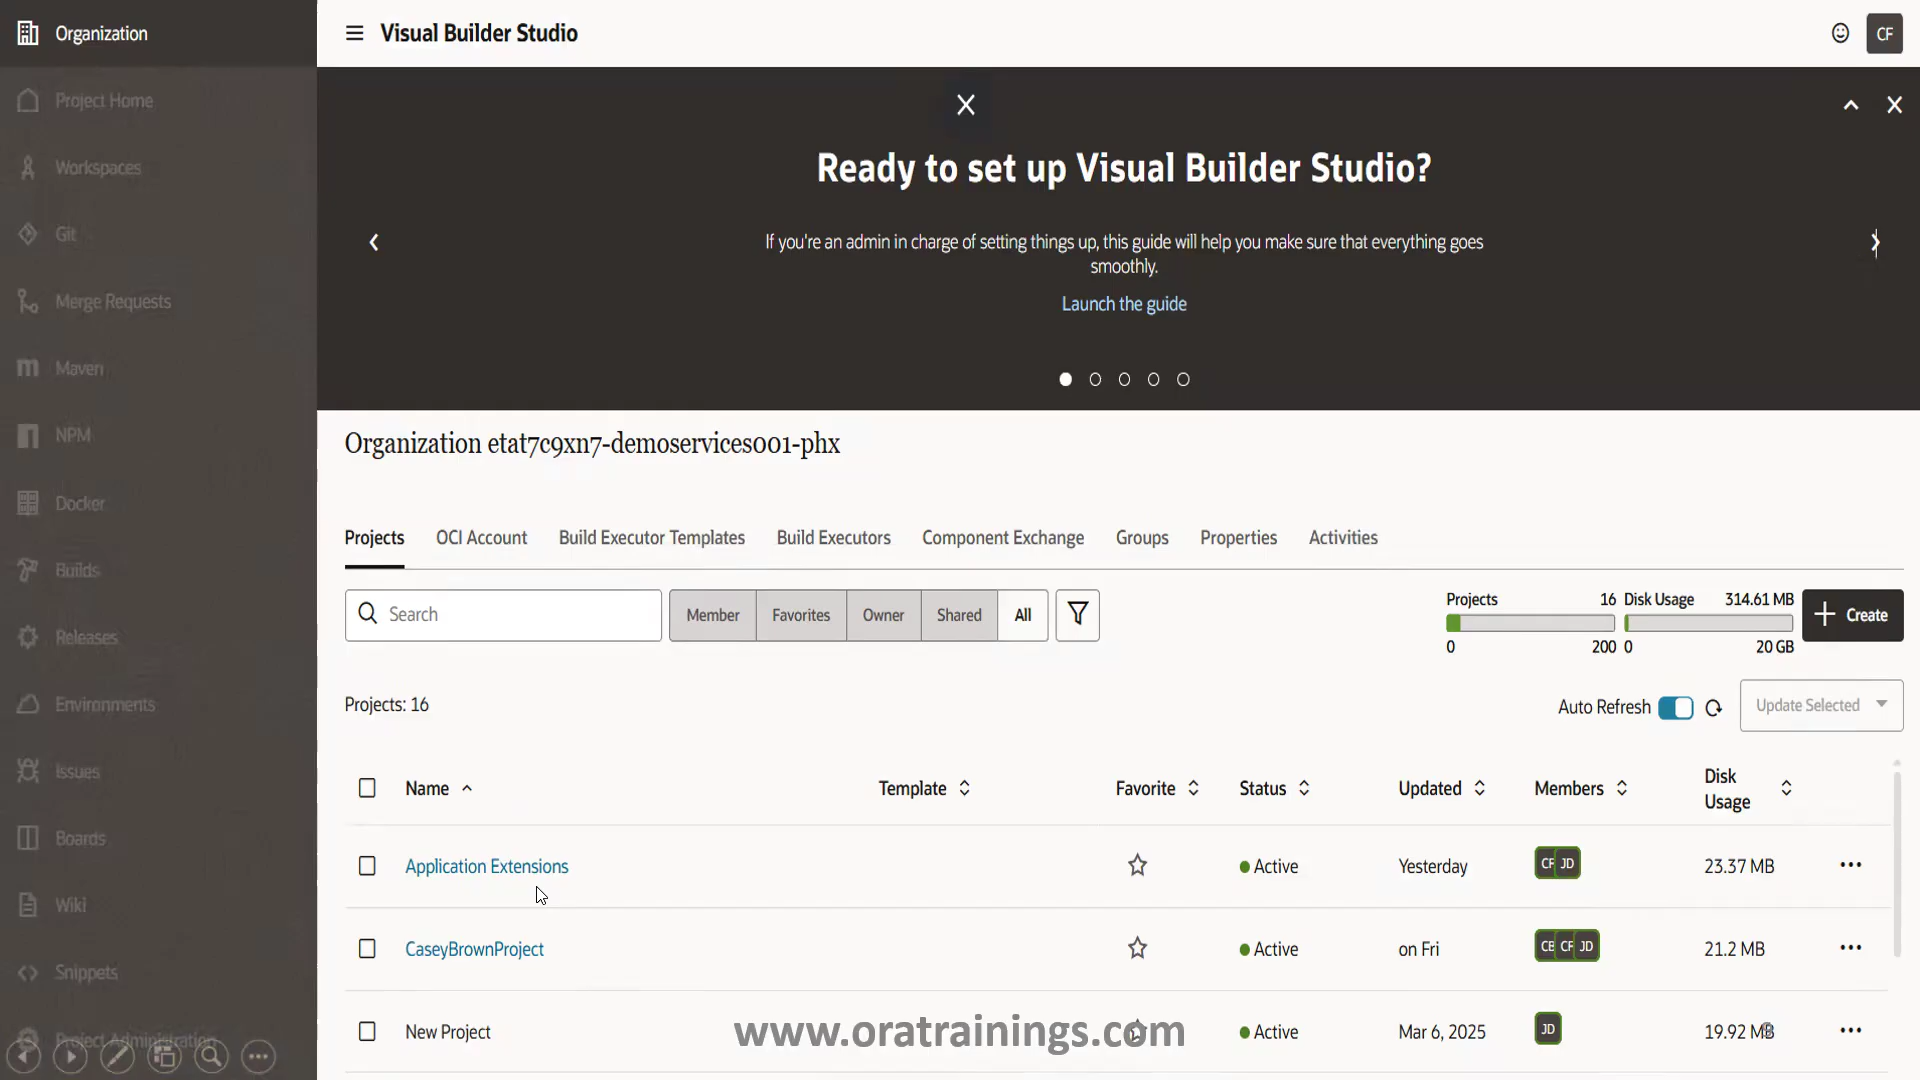 Organization
Project Home
Workspaces
Git
Merge Requests
Maven
NPM
Docker
Builds
Releases
Environments
Issues
Boards
Wiki
Snippets
Project Administration
Visual Builder Studio
CF
Ready to set up Visual Builder Studio?
If you're an admin in charge of setting things up, this guide will help you make sure that everything goes
smoothly.
Launch the guide
Organization etat7c9xn7-demoservices001-phx
Projects OCI Account Build Executor Templates Build Executors Component Exchange Groups Properties Activities
Search Member Favorites Owner Shared All
Projects 16 Disk Usage 314.61 MB
0 200 0 20 GB
Create
Projects: 16
Auto Refresh Update Selected
Name Template Favorite Status Updated Members Disk Usage
Application Extensions Active Yesterday CF JD 23.37 MB
CaseyBrownProject Active on Fri CB CF JD 21.2 MB
New Project Active Mar 6, 2025 JD 19.92 MB
www.oratrainings.com